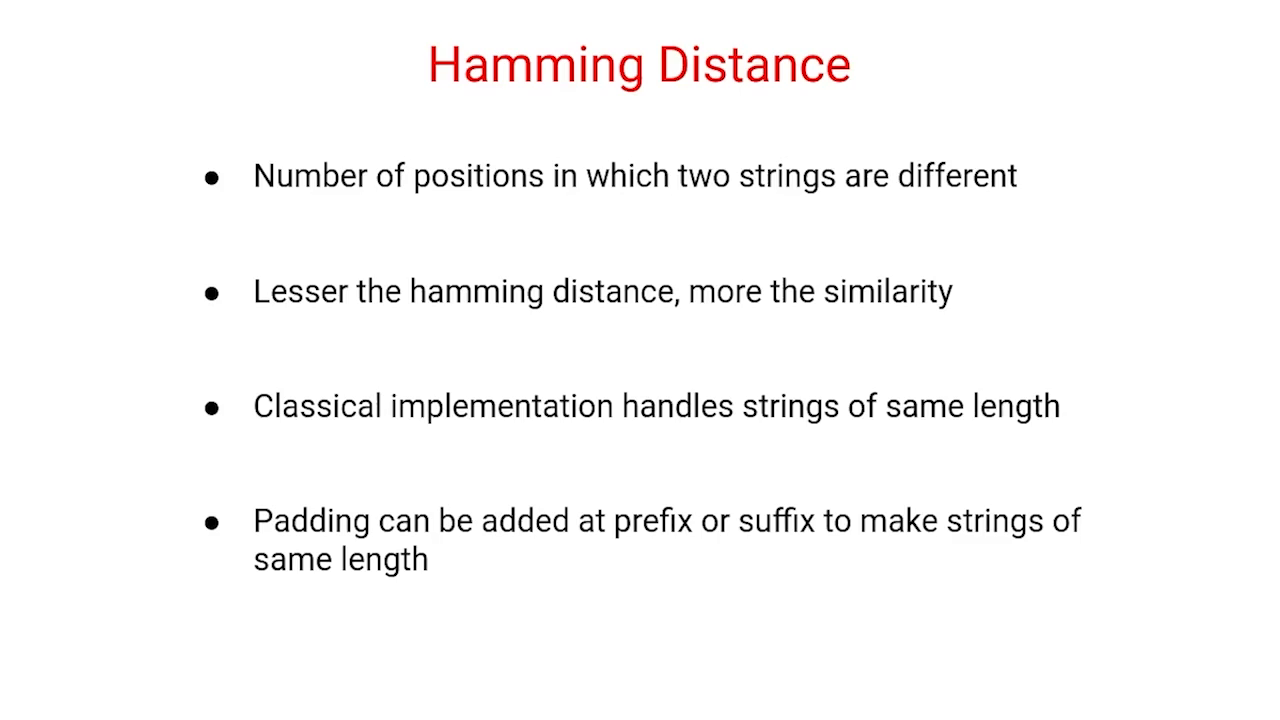 Hamming Distance
● Number of positions in which two strings are different
● Lesser the hamming distance, more the similarity
● Classical implementation handles strings of same length
● Padding can be added at prefix or suffix to make strings of
same length